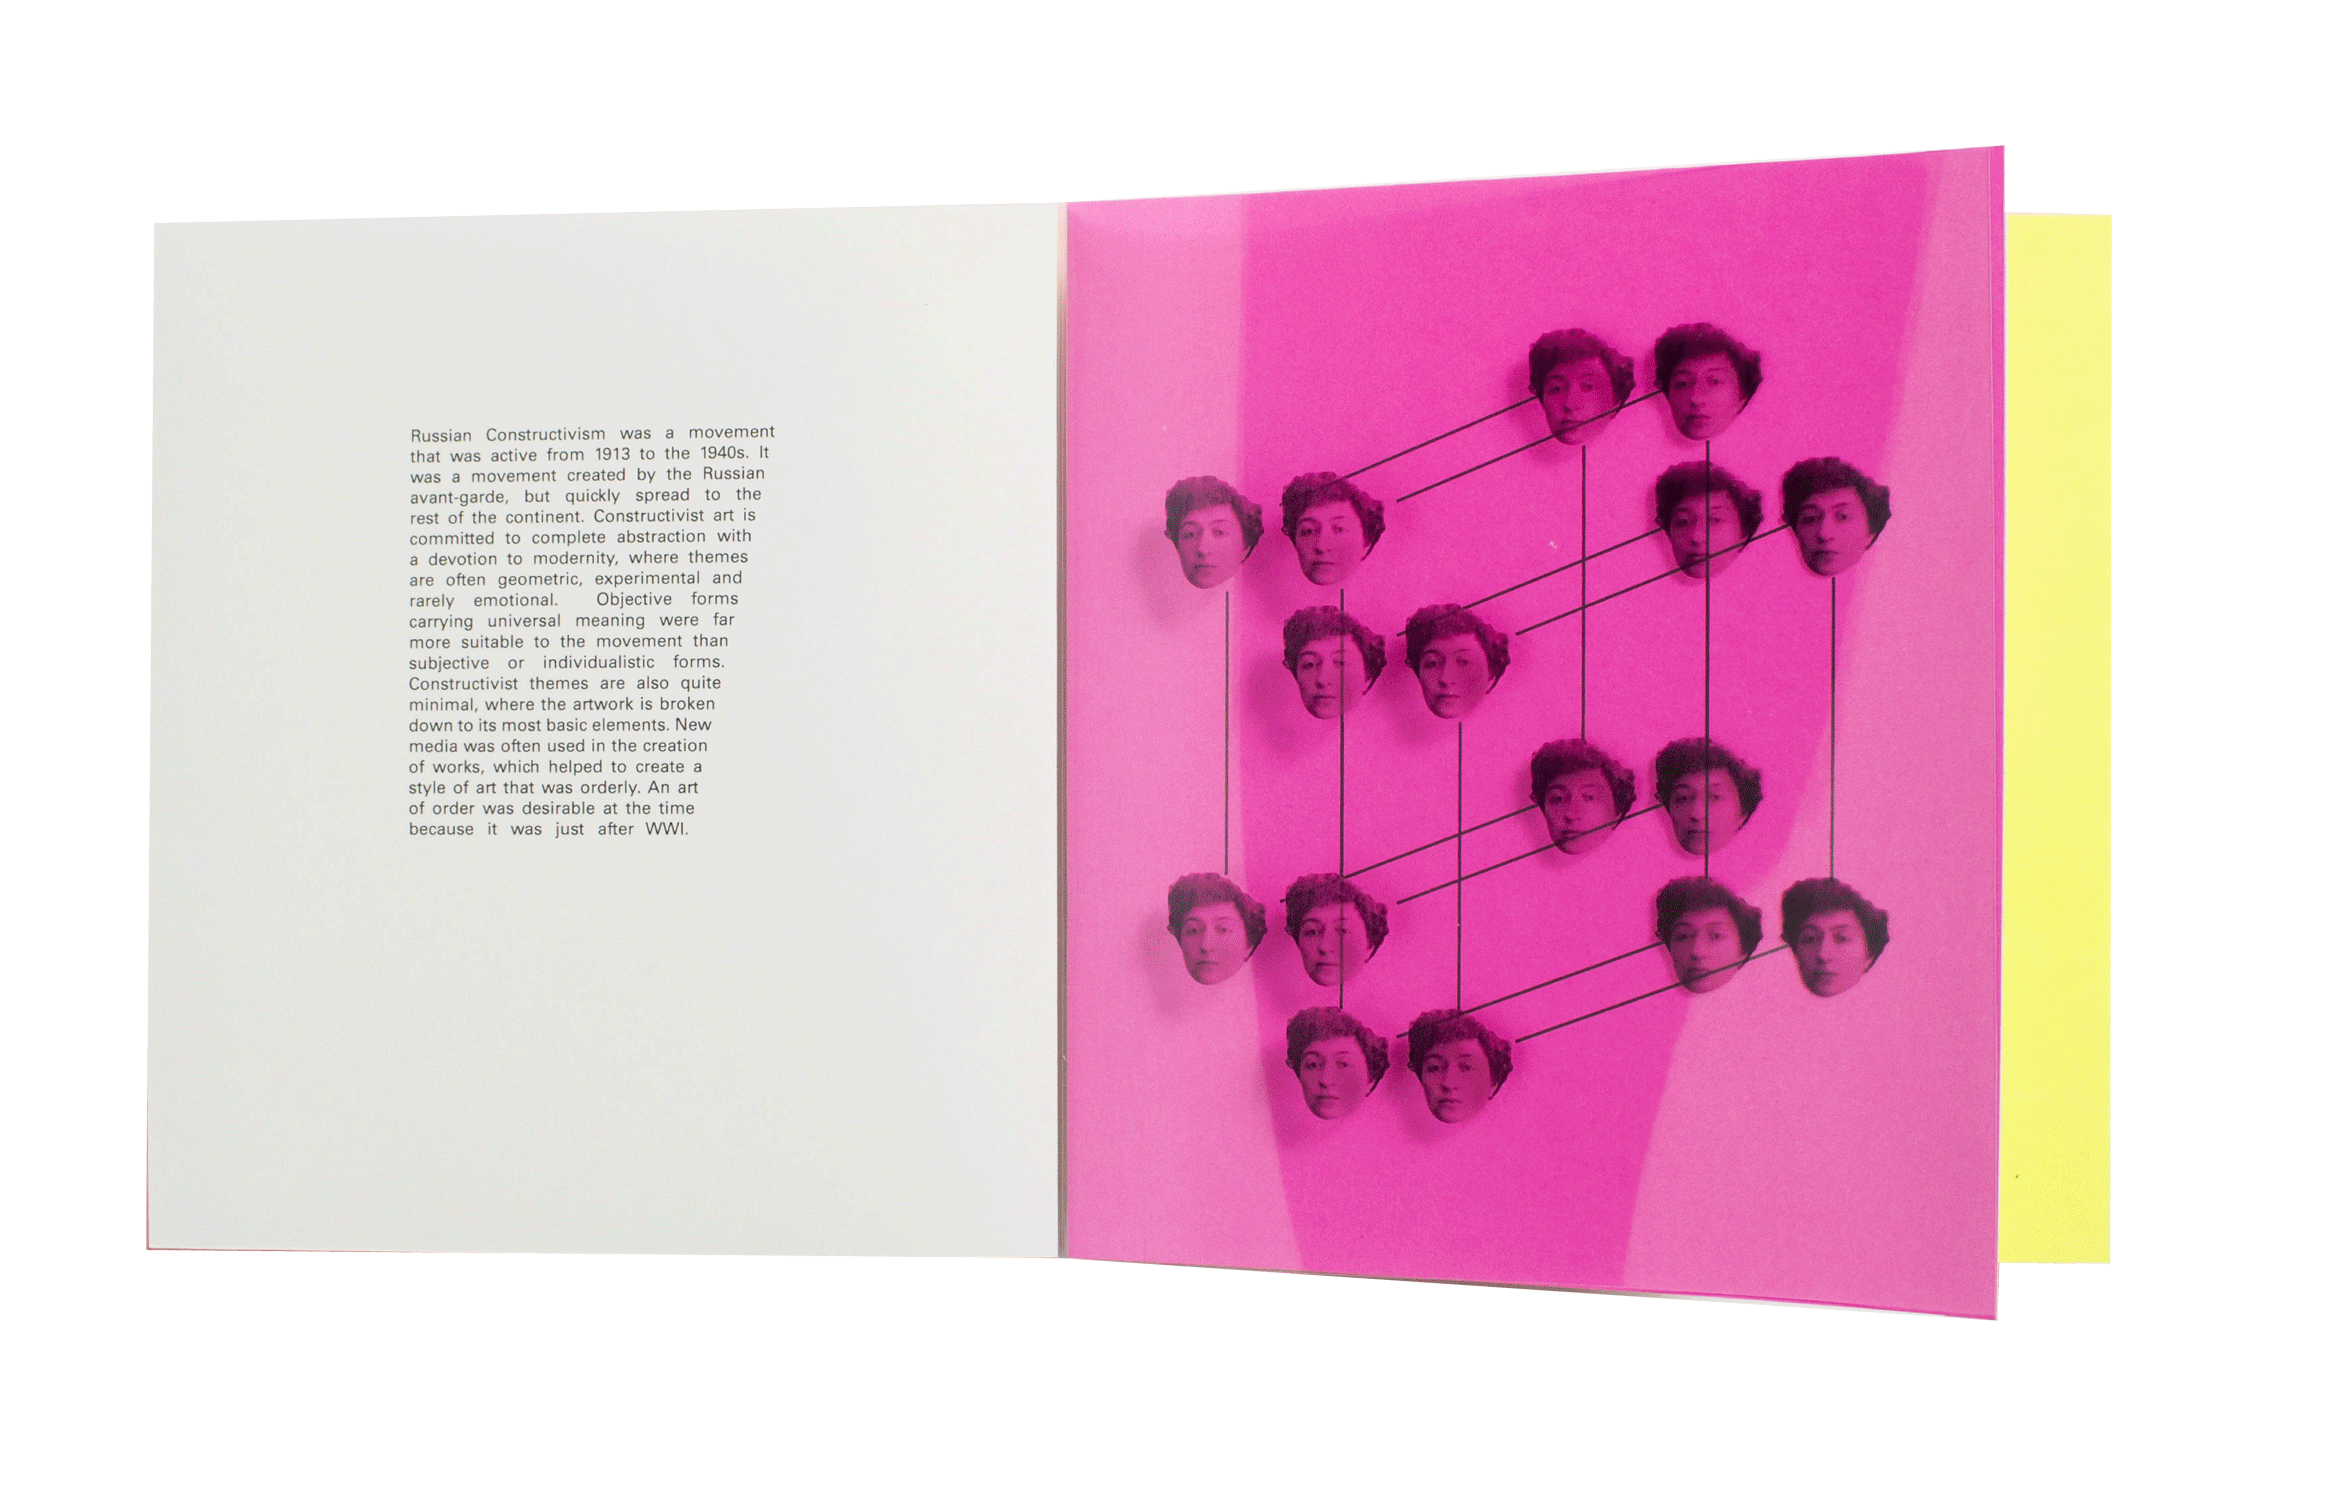 Russian Constructivism was a movement
that was active from 1913 to the 1940s. It
was a movement created by the Russian
avant-garde, but quickly spread to the
rest of the continent. Constructivist art is
committed to complete abstraction with
a devotion to modernity, where themes
are often geometric, experimental and
rarely emotional. Objective forms
carrying universal meaning were far
more suitable to the movement than
subjective or individualistic forms.
Constructivist themes are also quite
minimal, where the artwork is broken
down to its most basic elements. New
media was often used in the creation
of works, which helped to create a
style of art that was orderly. An art
of order was desirable at the time
because it was just after WWI.